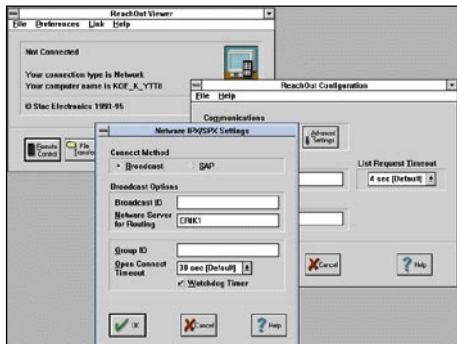 ReachOut Viewer
File Preferences Link Help
Not Connected
Your connection type is Network
Your computer name is KOE_K_YTT8
© Stac Electronics 1991-95
Remote Control
File Transfer
ReachOut Configuration
File Help
Communications
Advanced Settings
List Request Timeout
4 sec [Default]
Cancel
Help
Netware IPX/SPX Settings
Connect Method
Broadcast SAP
Broadcast Options
Broadcast ID
Netware Server for Routing
ERIK1
Group ID
Open Connect Timeout
30 sec [Default]
Watchdog Timer
OK
Cancel
Help